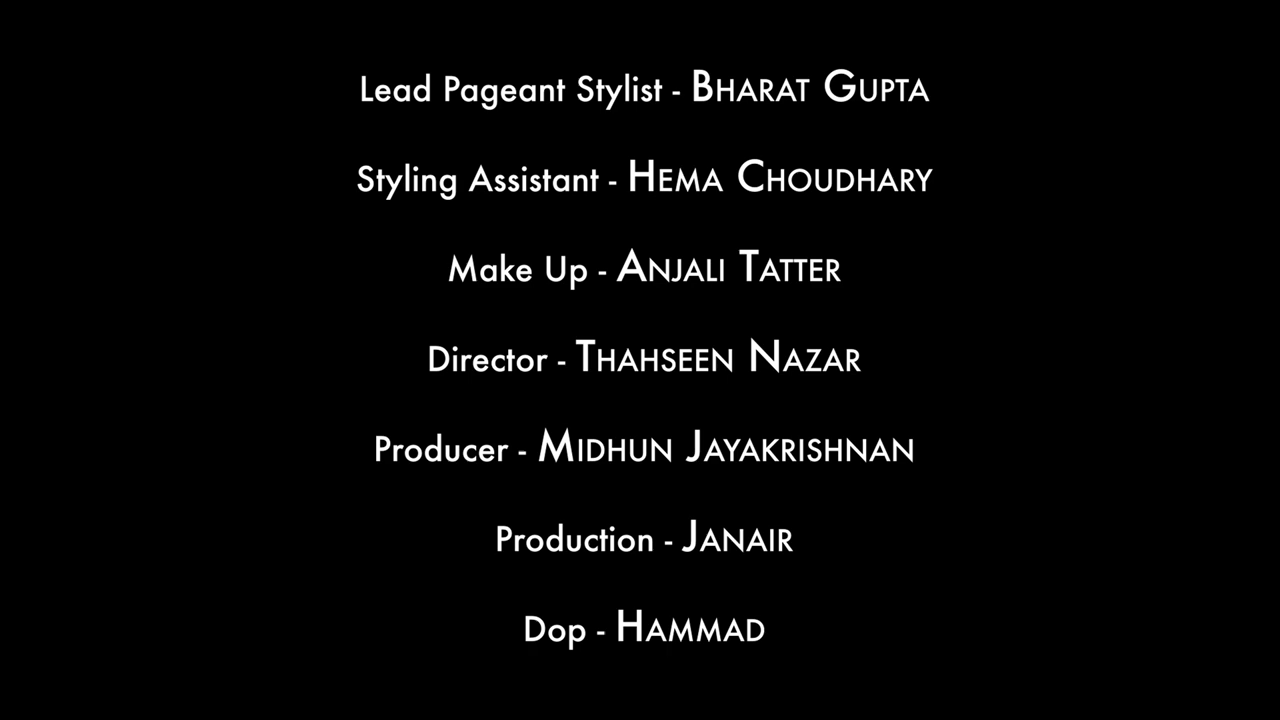 Lead Pageant Stylist - BHARAT GUPTA
Styling Assistant - HEMA CHOUDHARY
Make Up - ANJALI TATTER
Director - THAHSEEN NAZAR
Producer - MIDHUN JAYAKRISHNAN
Production - JANAIR
Dop - HAMMAD